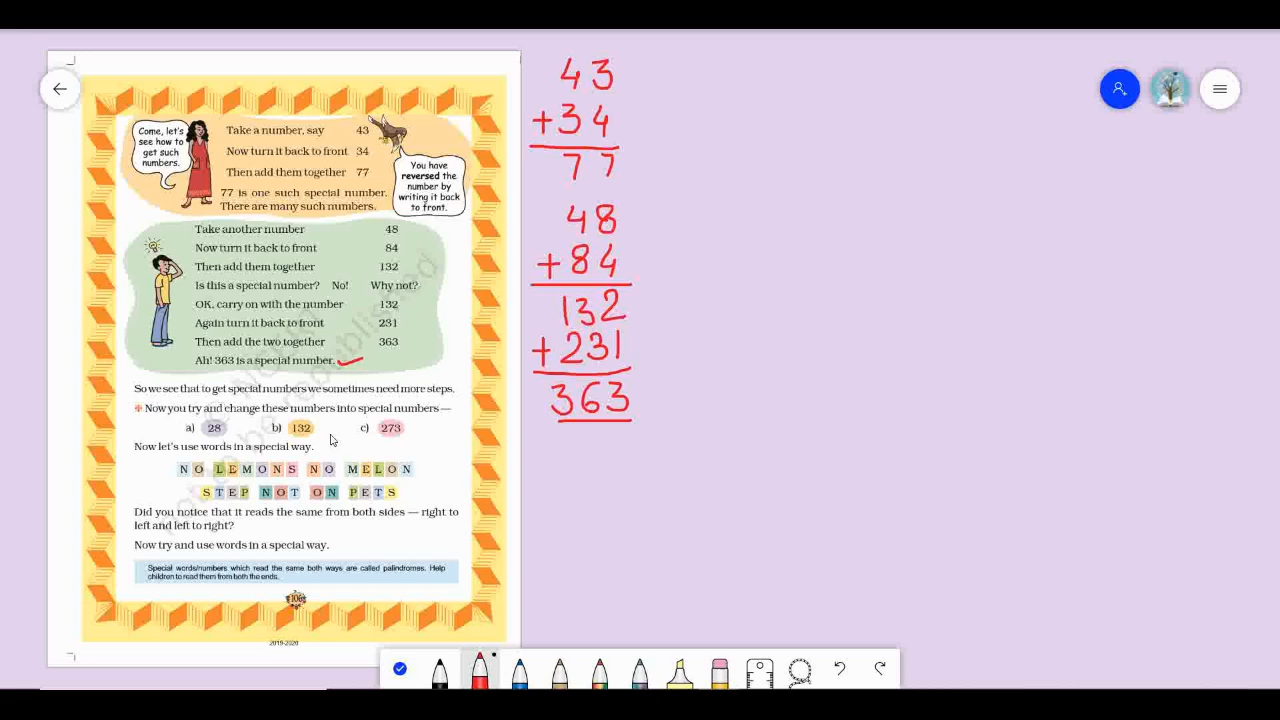 Come, let's
see how to
get such
numbers.
Take a number, say 43
Now turn it back to front 34
Then add them together 77
77 is one such special number.
There are many such numbers.
You have
reversed the
number by
writing it back
to front.
Take another number 48
Now turn it back to front 84
Then add them together 132
Is this a special number? No! Why not?
OK, carry on with the number 132
Again turn it back to front 231
Then add the two together 363
Ah! 363 is a special number.
So we see that to get special numbers we sometimes need more steps.
Now you try and change these numbers into special numbers —
a) 28 b) 132 c) 273
Now let's use words in a special way.
NO LEMONS NO MELON
STEP NOT ON PETS
Did you notice that it reads the same from both sides — right to
left and left to right?
Now try and use words in a special way.
Special words/numbers which read the same both ways are called palindromes. Help
children to read them from both the ends.
106
2019-2020
43
+34
77
48
+84
132
+231
363